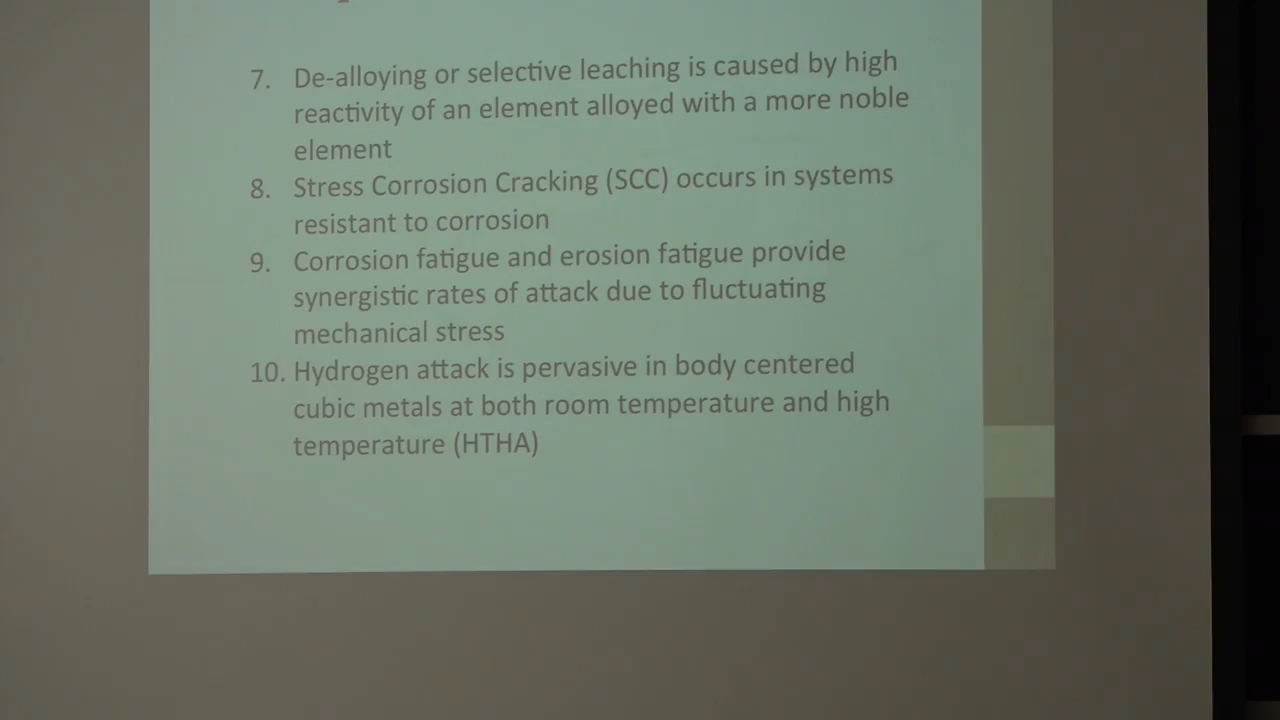 7. De-alloying or selective leaching is caused by high
reactivity of an element alloyed with a more noble
element
8. Stress Corrosion Cracking (SCC) occurs in systems
resistant to corrosion
9. Corrosion fatigue and erosion fatigue provide
synergistic rates of attack due to fluctuating
mechanical stress
10. Hydrogen attack is pervasive in body centered
cubic metals at both room temperature and high
temperature (HTHA)